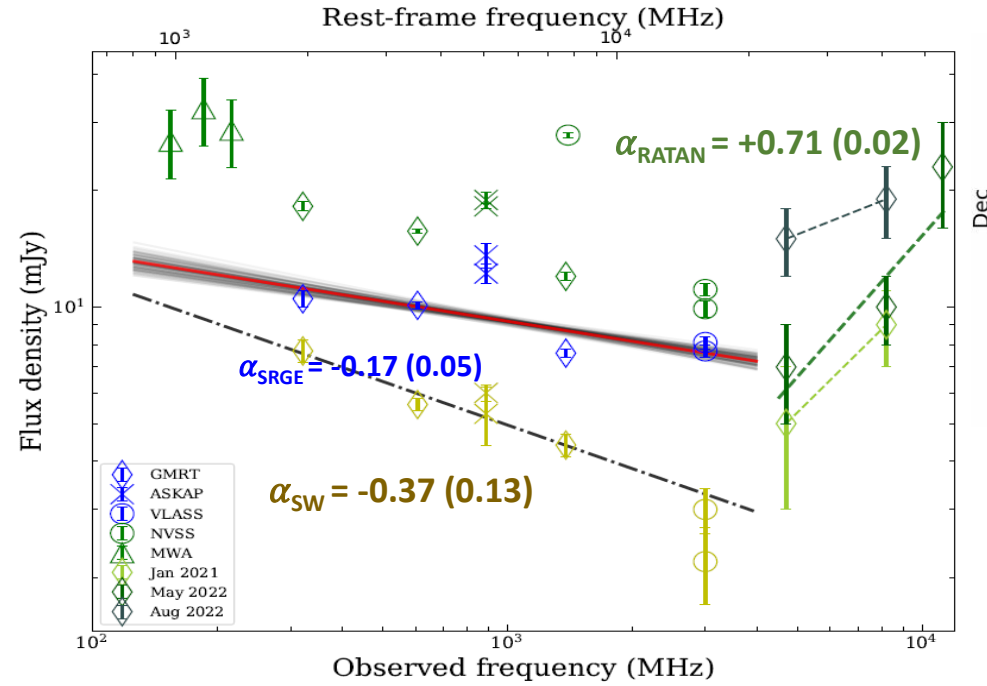 Rest-frame frequency (MHz)
10³ 10⁴
Flux density (mJy)
10¹
α_RATAN = +0.71 (0.02)
α_SRGE = -0.17 (0.05)
α_SW = -0.37 (0.13)
GMRT
ASKAP
VLASS
NVSS
MWA
Jan 2021
May 2022
Aug 2022
10² 10³ 10⁴
Observed frequency (MHz)
Dec